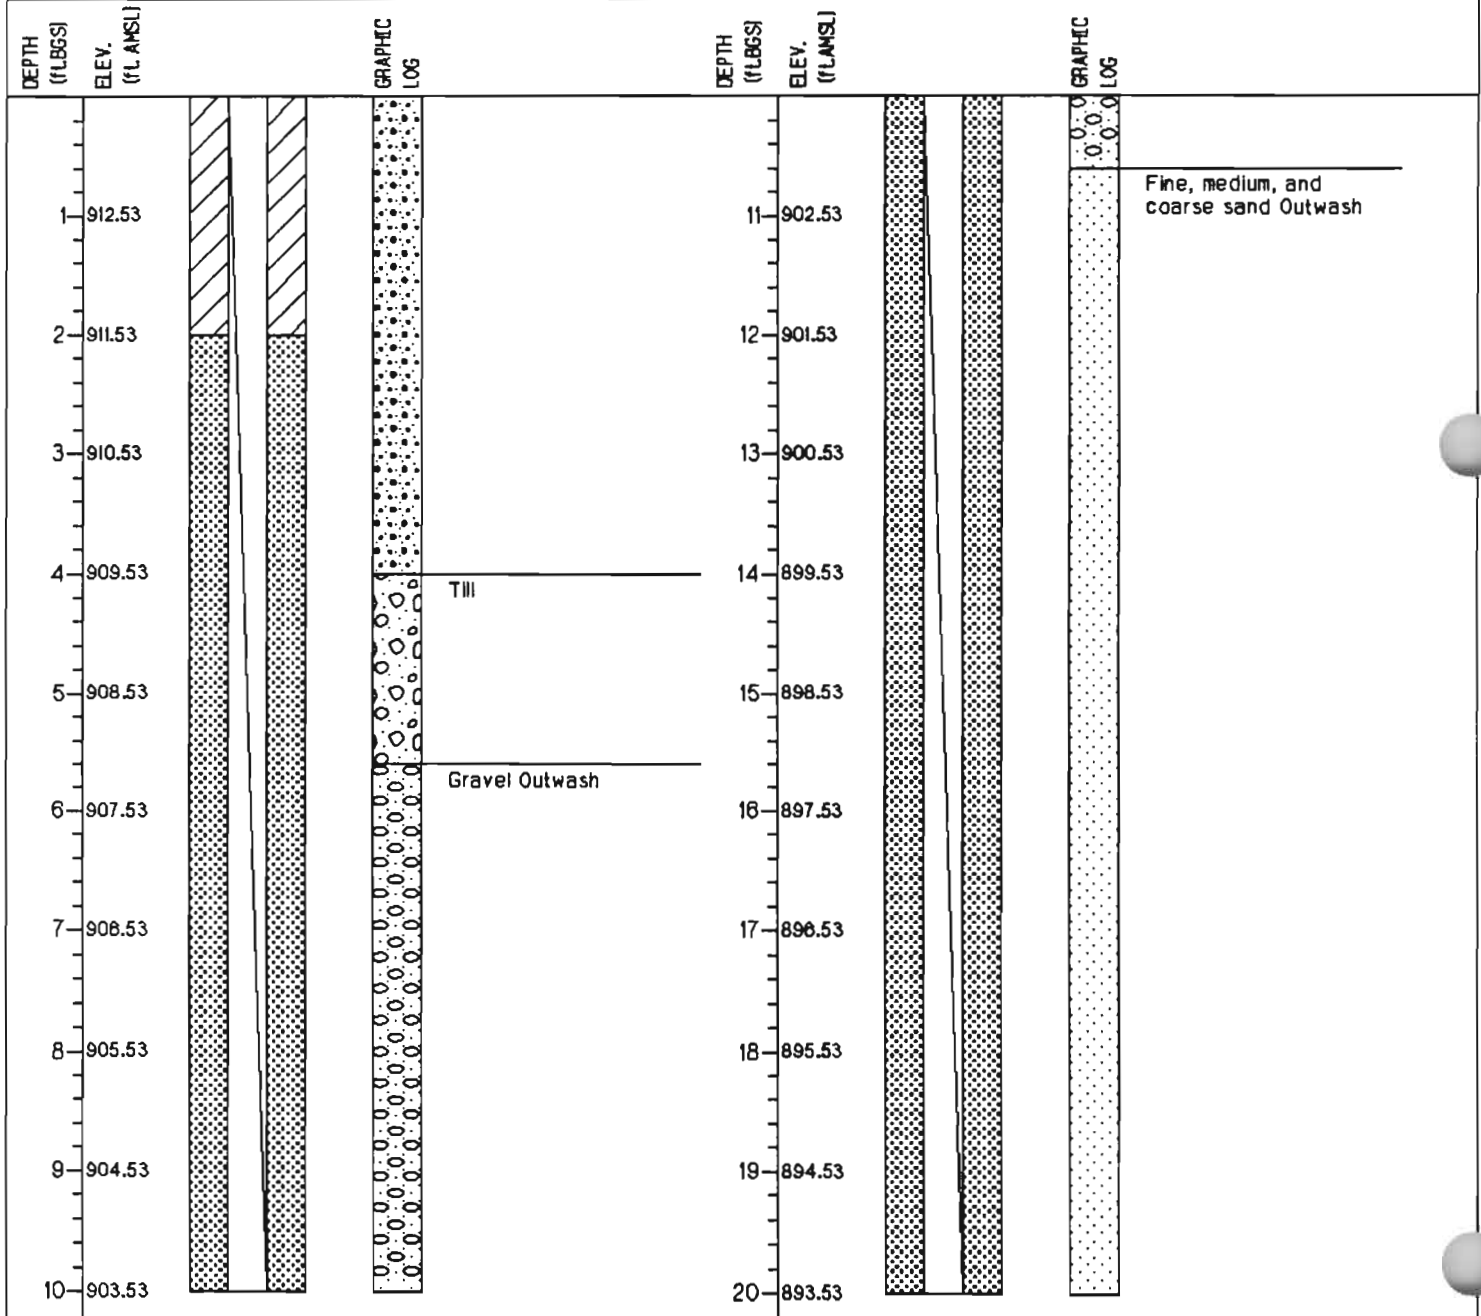 DEPTH
(ft.BGS)
ELEV.
(ft. AMSL)
GRAPHIC
LOG
1 912.53
2 911.53
3 910.53
4 909.53
Till
5 908.53
Gravel Outwash
6 907.53
7 906.53
8 905.53
9 904.53
10 903.53
DEPTH
(ft.BGS)
ELEV.
(ft.AMSL)
GRAPHIC
LOG
Fine, medium, and
coarse sand Outwash
11 902.53
12 901.53
13 900.53
14 899.53
15 898.53
16 897.53
17 896.53
18 895.53
19 894.53
20 893.53